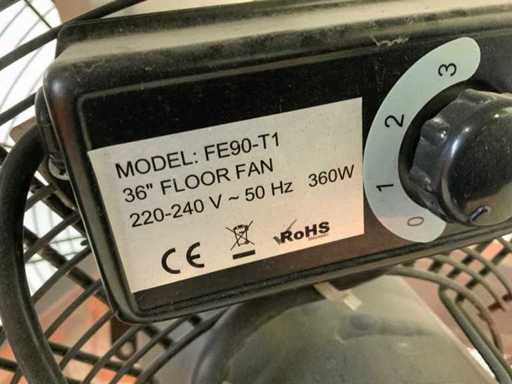 MODEL: FE90-T1
36" FLOOR FAN
220-240 V ~ 50 Hz 360W
CE RoHS
3
2
1
0